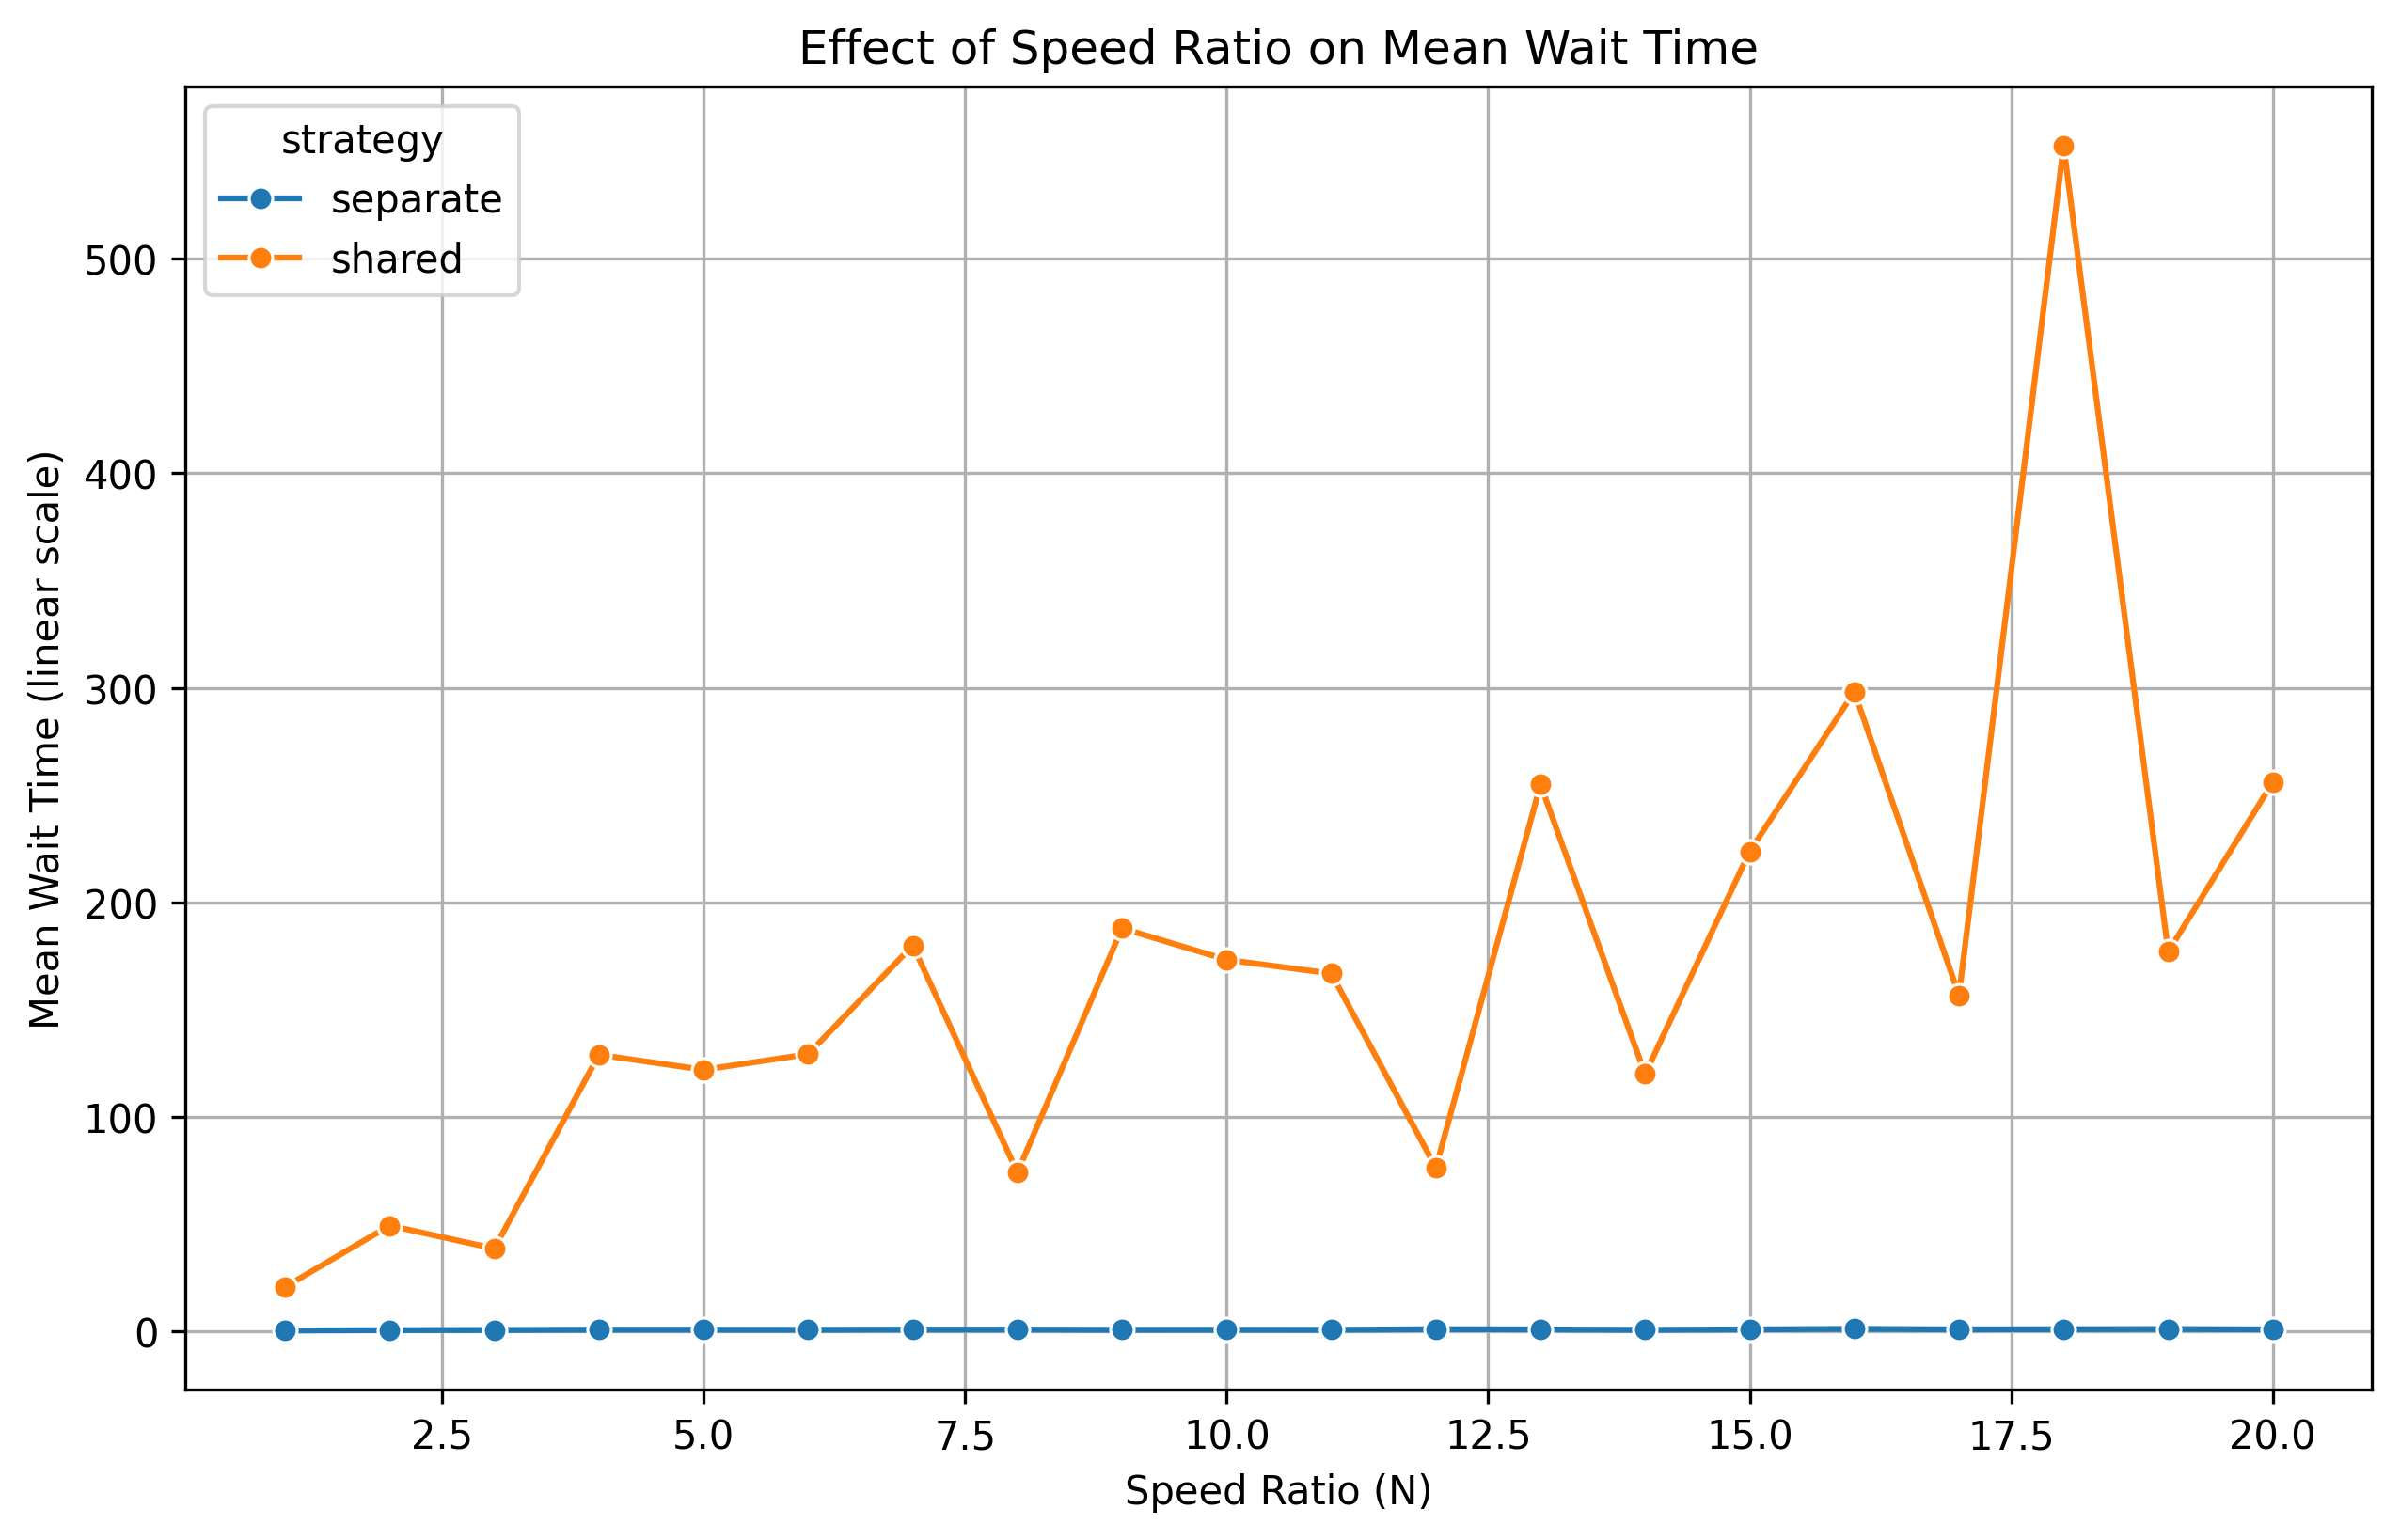 Effect of Speed Ratio on Mean Wait Time
strategy
separate
shared
Mean Wait Time (linear scale)
500
400
300
200
100
0
2.5 5.0 7.5 10.0 12.5 15.0 17.5 20.0
Speed Ratio (N)